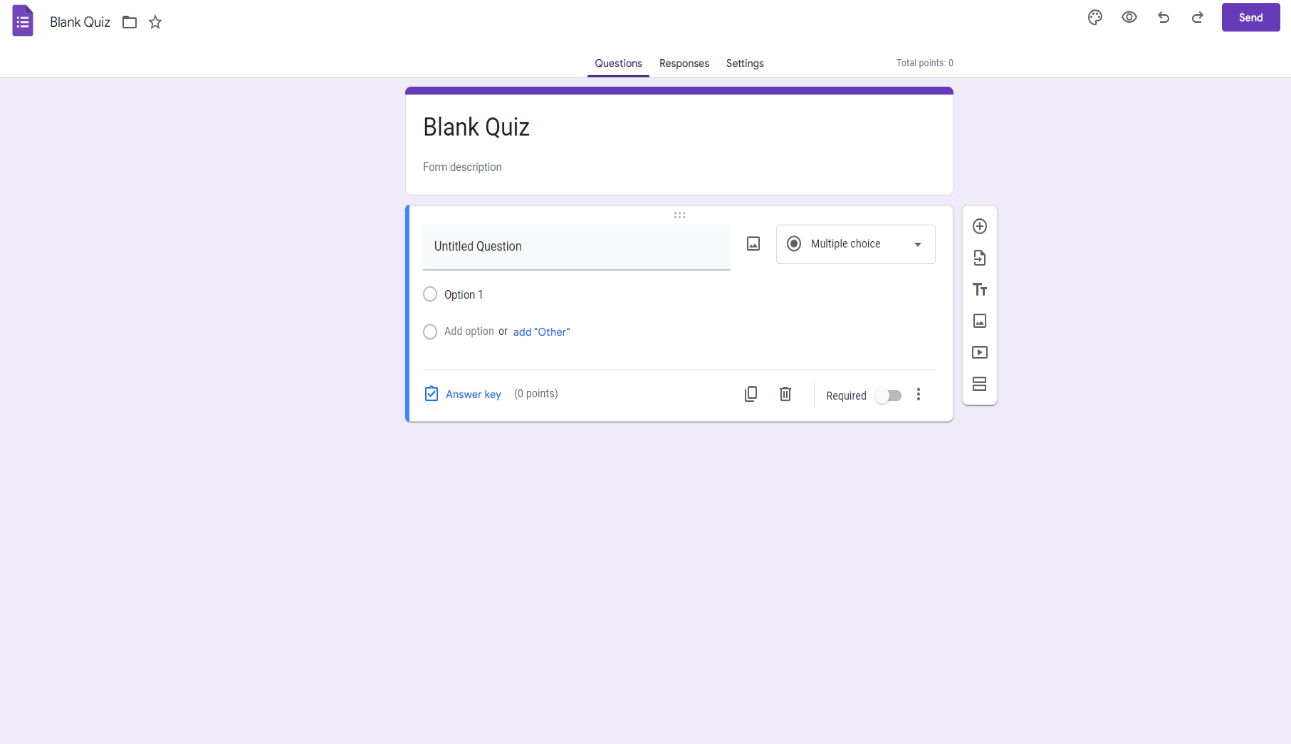 Blank Quiz
Send
Questions Responses Settings Total points: 0
Blank Quiz
Form description
Untitled Question Multiple choice
Option 1
Add option or add "Other"
Answer key (0 points) Required